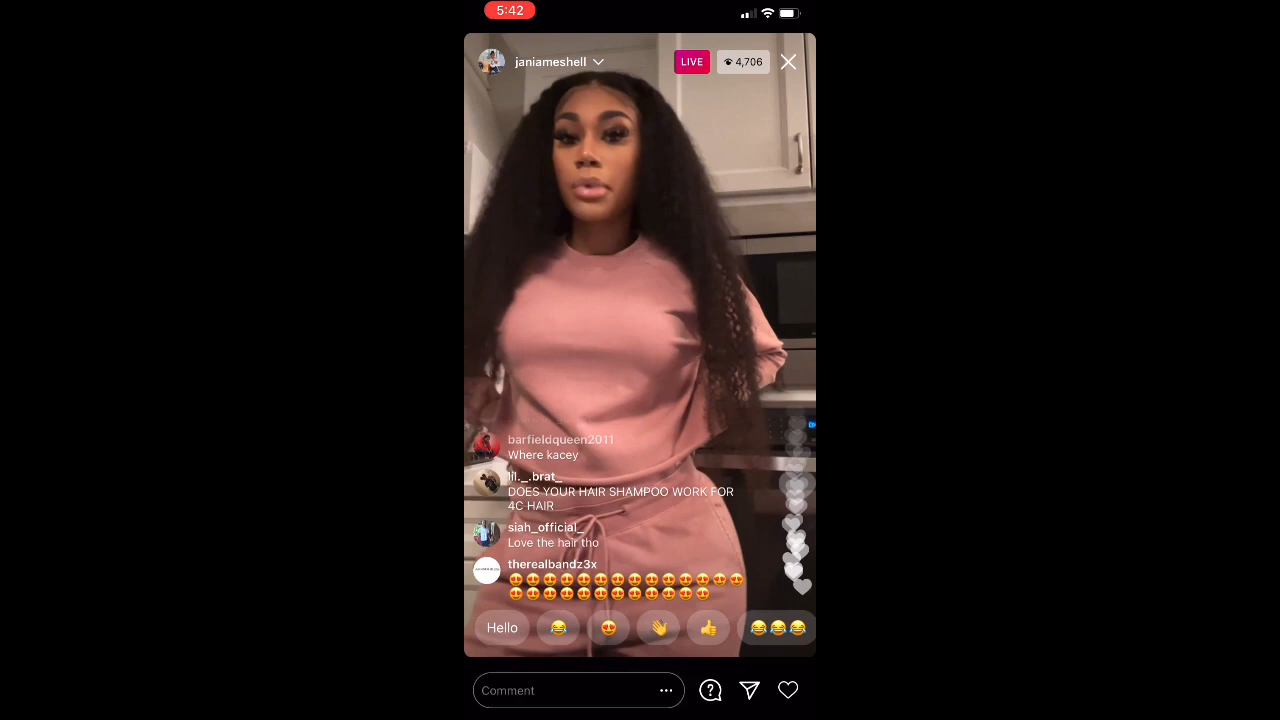 5:42
janiameshell
LIVE
4,706
barfieldqueen2011
Where kacey
lil._.brat_
DOES YOUR HAIR SHAMPOO WORK FOR
4C HAIR
siah_official_
Love the hair tho
therealbandz3x
😍😍😍😍😍😍😍😍😍😍😍😍😍😍
😍😍😍😍😍😍😍😍😍😍😍😍
Hello 😂 😍 👋 👍 😂😂😂
Comment